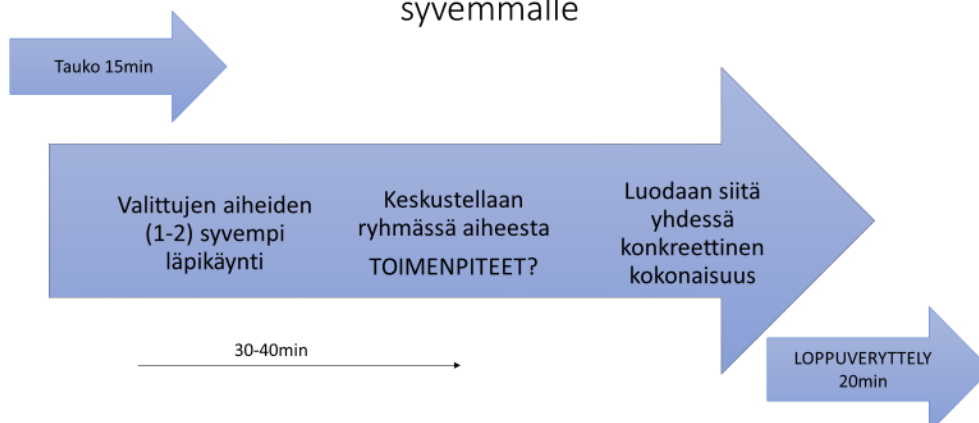 syvemmälle
Tauko 15min
Valittujen aiheiden
(1-2) syvempi
läpikäynti
Keskustellaan
ryhmässä aiheesta
TOIMENPITEET?
Luodaan siitä
yhdessä
konkreettinen
kokonaisuus
30-40min
LOPPUVERYTTELY
20min